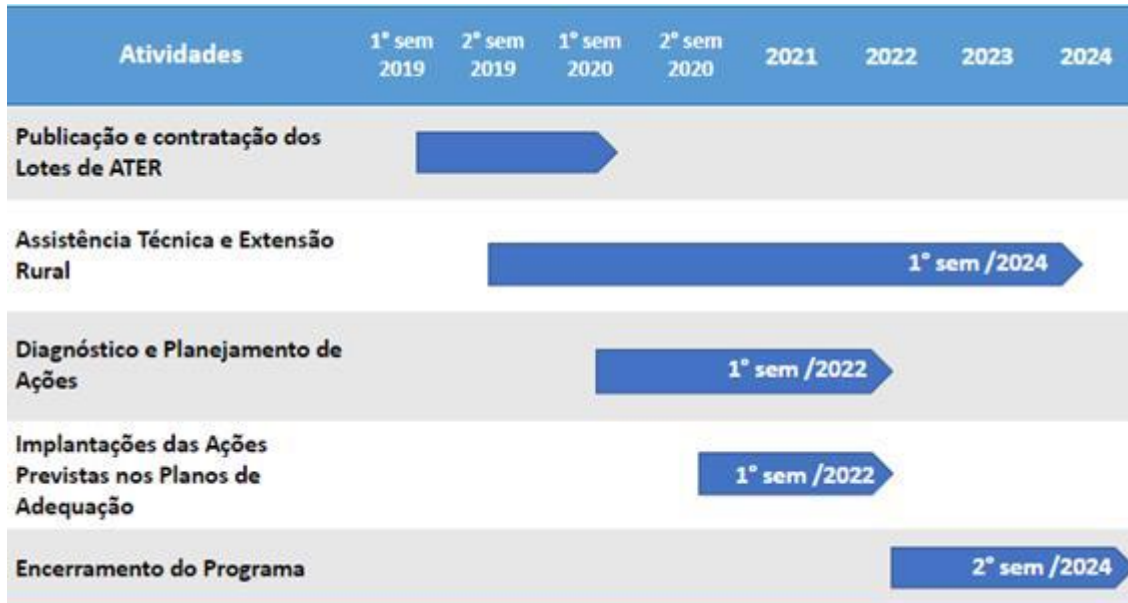 Atividades
1° sem 2019
2° sem 2019
1° sem 2020
2° sem 2020
2021
2022
2023
2024
Publicação e contratação dos
Lotes de ATER
Assistência Técnica e Extensão
Rural
1° sem /2024
Diagnóstico e Planejamento de
Ações
1° sem /2022
Implantações das Ações
Previstas nos Planos de
Adequação
1° sem /2022
Encerramento do Programa
2° sem /2024